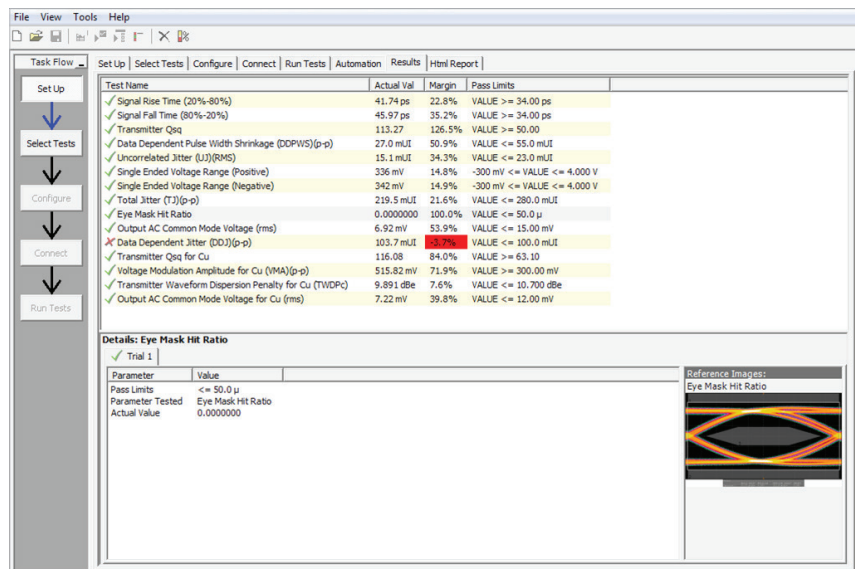 File View Tools Help
Task Flow
Set Up | Select Tests | Configure | Connect | Run Tests | Automation Results Html Report
Set Up
Select Tests
Configure
Connect
Run Tests
Test Name Actual Val Margin Pass Limits
Signal Rise Time (20%-80%) 41.74 ps 22.8% VALUE >= 34.00 ps
Signal Fall Time (80%-20%) 45.97 ps 35.2% VALUE >= 34.00 ps
Transmitter Qsq 113.27 126.5% VALUE >= 50.00
Data Dependent Pulse Width Shrinkage (DDPWS)(p-p) 27.0 mUI 50.9% VALUE <= 55.0 mUI
Uncorrelated Jitter (UJ)(RMS) 15.1 mUI 34.3% VALUE <= 23.0 mUI
Single Ended Voltage Range (Positive) 336 mV 14.8% -300 mV <= VALUE <= 4.000 V
Single Ended Voltage Range (Negative) 342 mV 14.9% -300 mV <= VALUE <= 4.000 V
Total Jitter (TJ)(p-p) 219.5 mUI 21.6% VALUE <= 280.0 mUI
Eye Mask Hit Ratio 0.0000000 100.0% VALUE <= 50.0 µ
Output AC Common Mode Voltage (rms) 6.92 mV 53.9% VALUE <= 15.00 mV
Data Dependent Jitter (DDJ)(p-p) 103.7 mUI -3.7% VALUE <= 100.0 mUI
Transmitter Qsq for Cu 116.08 84.0% VALUE >= 63.10
Voltage Modulation Amplitude for Cu (VMA)(p-p) 515.82 mV 71.9% VALUE >= 300.00 mV
Transmitter Waveform Dispersion Penalty for Cu (TWDPc) 9.891 dBe 7.6% VALUE <= 10.700 dBe
Output AC Common Mode Voltage for Cu (rms) 7.22 mV 39.8% VALUE <= 12.00 mV
Details: Eye Mask Hit Ratio
Trial 1
Parameter Value
Pass Limits <= 50.0 µ
Parameter Tested Eye Mask Hit Ratio
Actual Value 0.0000000
Reference Images:
Eye Mask Hit Ratio